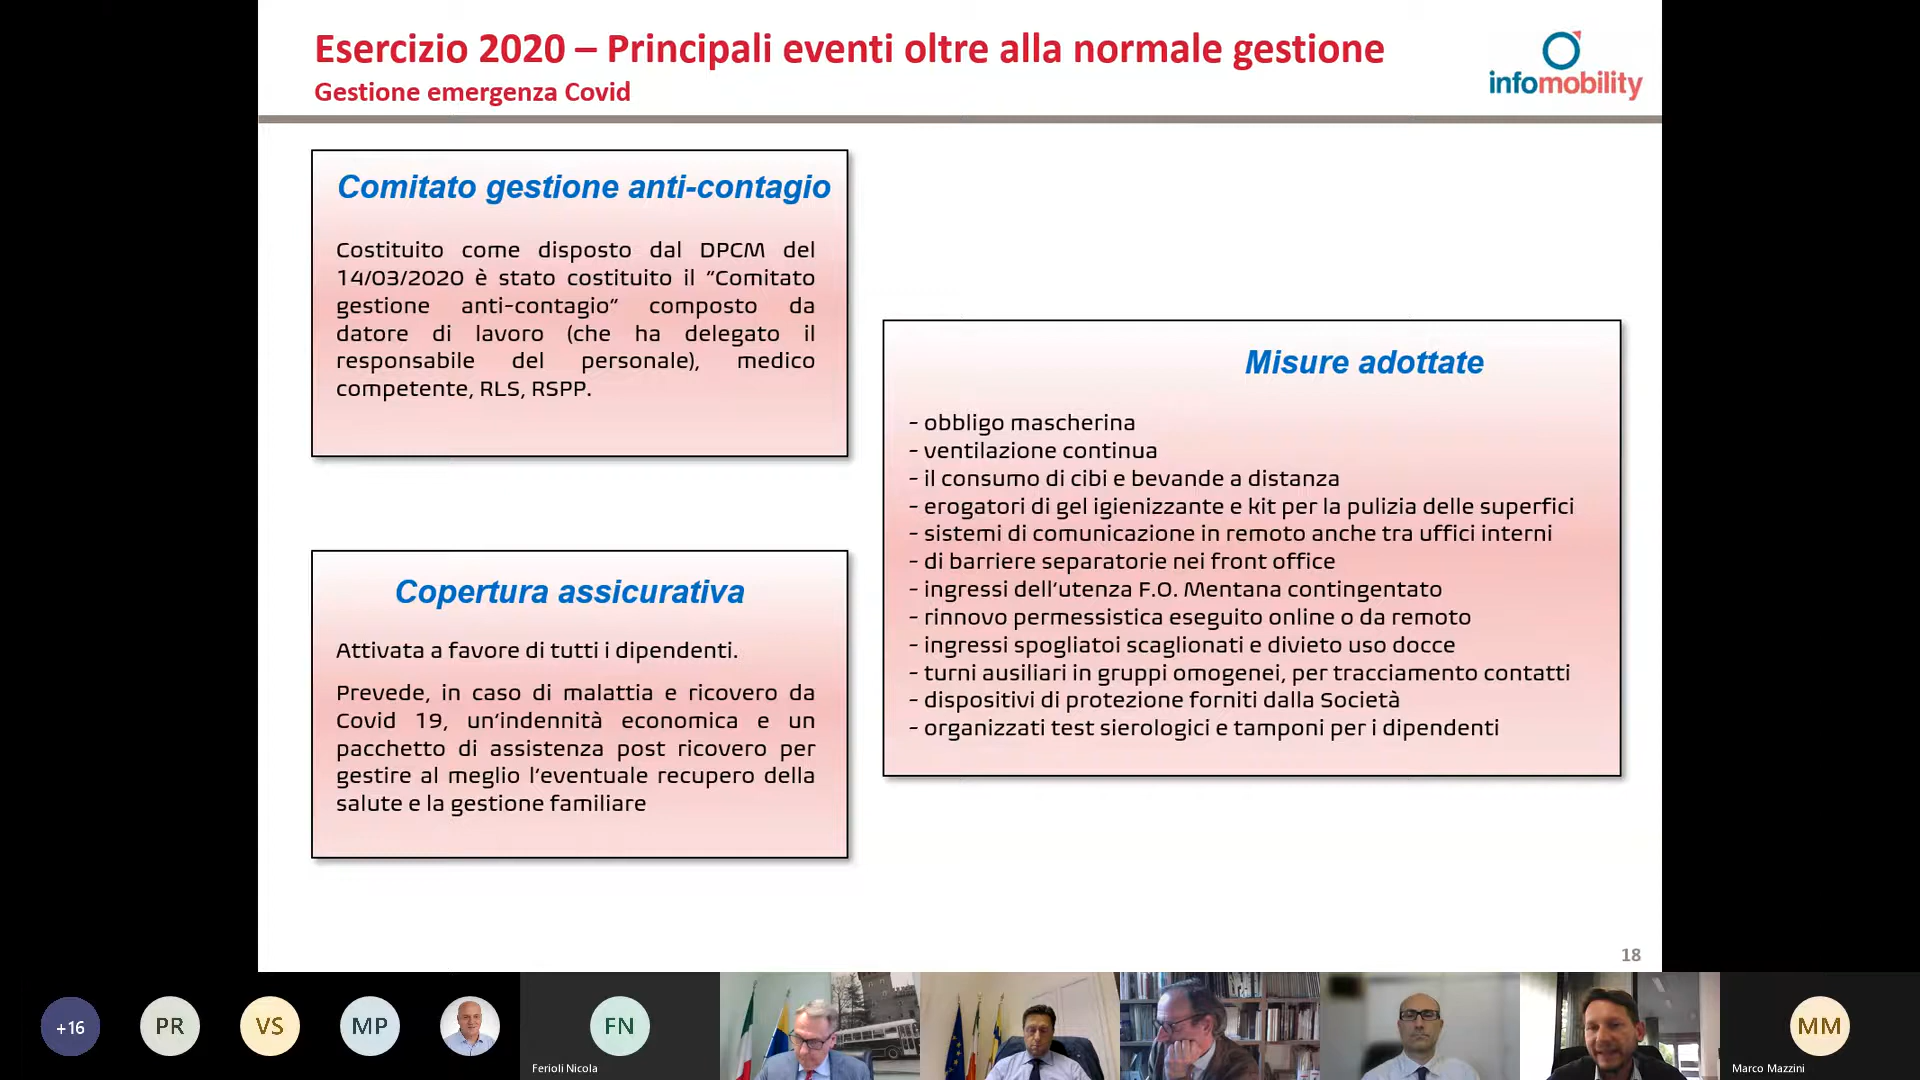 Esercizio 2020 – Principali eventi oltre alla normale gestione
Gestione emergenza Covid
infomobility
Comitato gestione anti-contagio
Costituito come disposto dal DPCM del
14/03/2020 è stato costituito il “Comitato
gestione anti-contagio” composto da
datore di lavoro (che ha delegato il
responsabile del personale), medico
competente, RLS, RSPP.
Copertura assicurativa
Attivata a favore di tutti i dipendenti.
Prevede, in caso di malattia e ricovero da
Covid 19, un’indennità economica e un
pacchetto di assistenza post ricovero per
gestire al meglio l’eventuale recupero della
salute e la gestione familiare
Misure adottate
- obbligo mascherina
- ventilazione continua
- il consumo di cibi e bevande a distanza
- erogatori di gel igienizzante e kit per la pulizia delle superfici
- sistemi di comunicazione in remoto anche tra uffici interni
- di barriere separatorie nei front office
- ingressi dell’utenza F.O. Mentana contingentato
- rinnovo permessistica eseguito online o da remoto
- ingressi spogliatoi scaglionati e divieto uso docce
- turni ausiliari in gruppi omogenei, per tracciamento contatti
- dispositivi di protezione forniti dalla Società
- organizzati test sierologici e tamponi per i dipendenti
18
+16
PR
VS
MP
FN
Ferioli Nicola
MM
Marco Mazzini